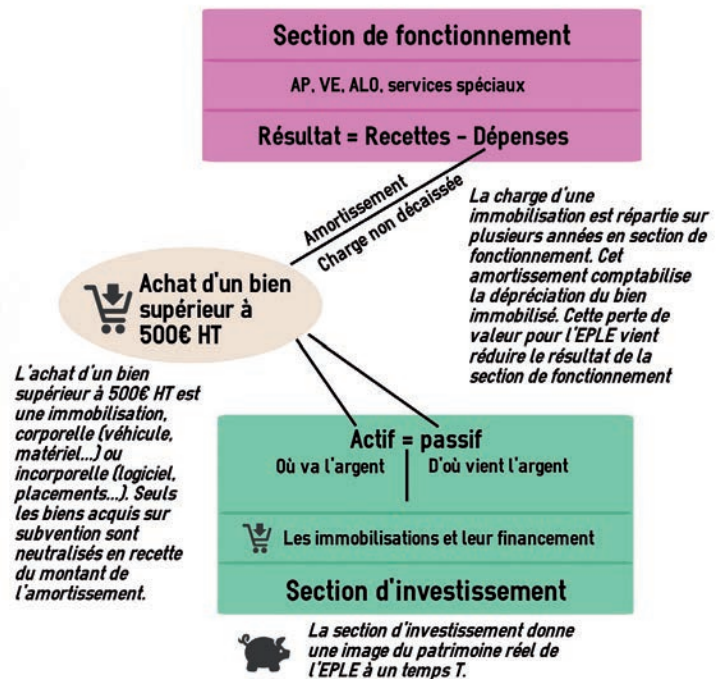 Section de fonctionnement
AP, VE, ALO, services spéciaux
Résultat = Recettes - Dépenses
Amortissement
Charge non décaissée
La charge d'une
immobilisation est répartie sur
plusieurs années en section de
fonctionnement. Cet
amortissement comptabilise
la dépréciation du bien
immobilisé. Cette perte de
valeur pour l'EPLE vient
réduire le résultat de la
section de fonctionnement
Achat d'un bien
supérieur à
500€ HT
L'achat d'un bien
supérieur à 500€ HT est
une immobilisation,
corporelle (véhicule,
matériel...) ou
incorporelle (logiciel,
placements...). Seuls
les biens acquis sur
subvention sont
neutralisés en recette
du montant de
l'amortissement.
Actif = passif
Où va l'argent D'où vient l'argent
Les immobilisations et leur financement
Section d'investissement
La section d'investissement donne
une image du patrimoine réel de
l'EPLE à un temps T.